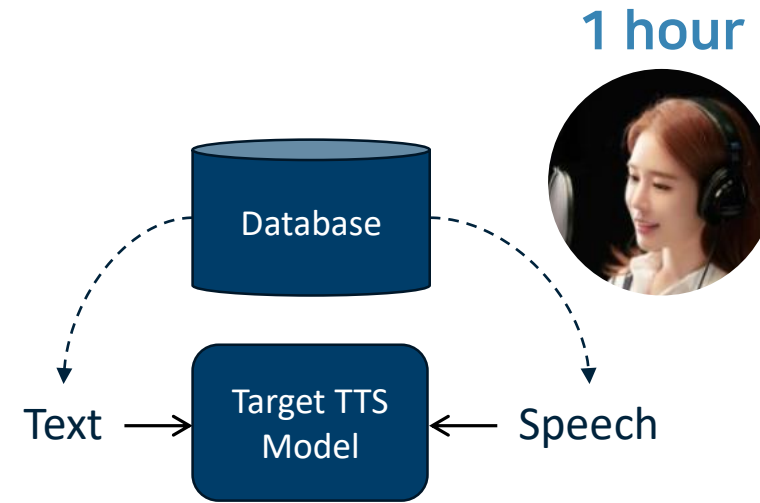 1 hour
Database
Text
Target TTS
Model
Speech